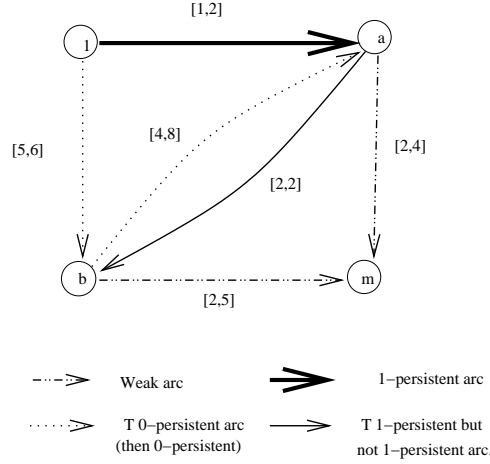 [1,2]
1
a
[5,6]
[4,8]
[2,4]
[2,2]
b
m
[2,5]
Weak arc
1–persistent arc
T 0–persistent arc
(then 0–persistent)
T 1–persistent but
not 1–persistent arc.